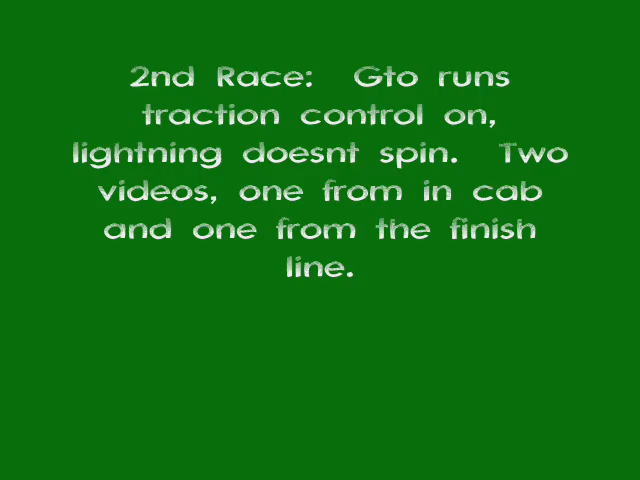 2nd Race: Gto runs
traction control on,
lightning doesnt spin. Two
videos, one from in cab
and one from the finish
line.